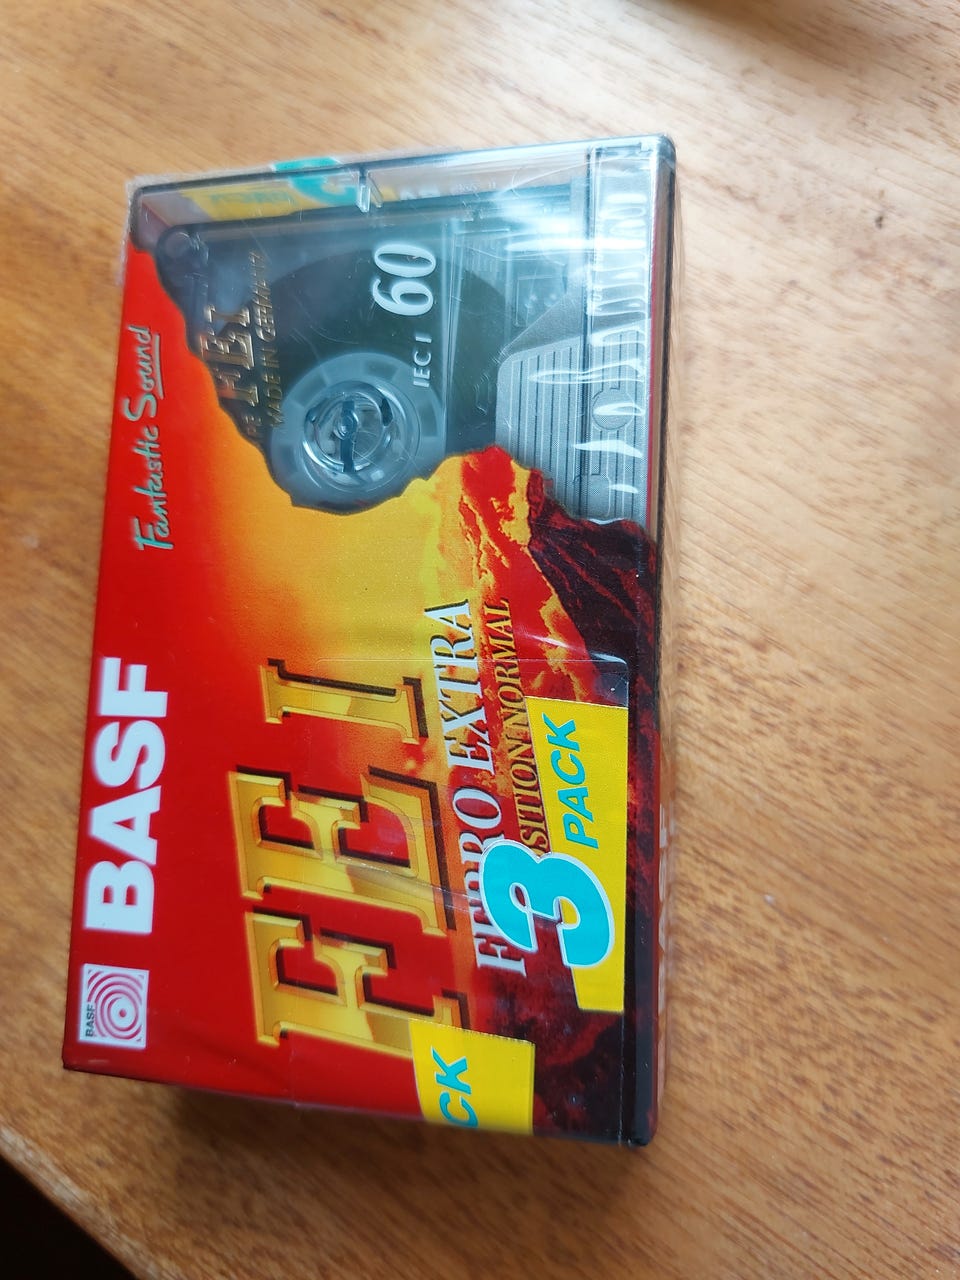 BASF
BASF
Fantastic Sound
FE I
FERRO EXTRA
POSITION NORMAL
3 PACK
CK
FE I
MADE IN GERMANY
IEC I 60